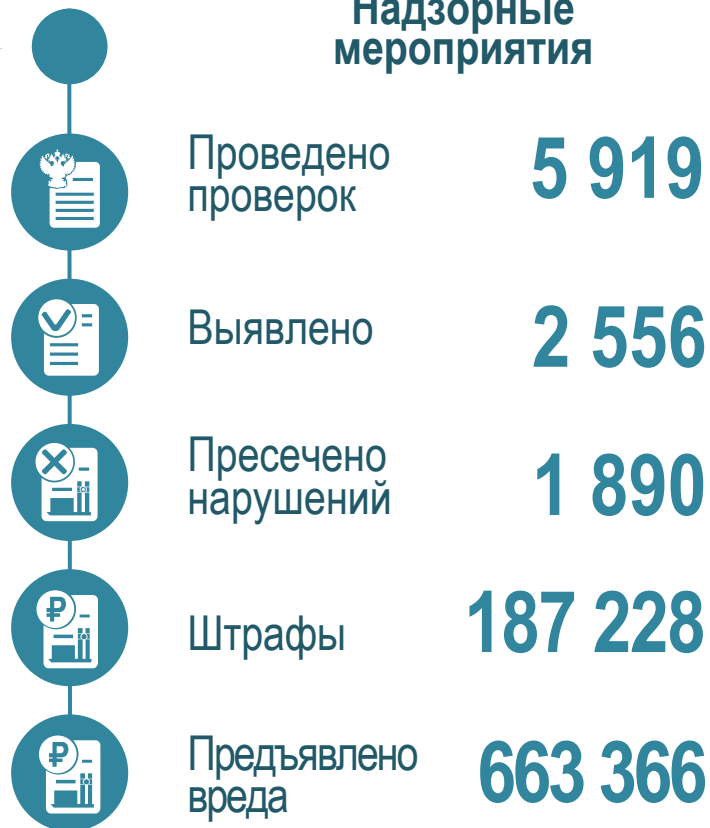 Надзорные
мероприятия
Проведено
проверок
5 919
Выявлено
2 556
Пресечено
нарушений
1 890
Штрафы
187 228
Предъявлено
вреда
663 366